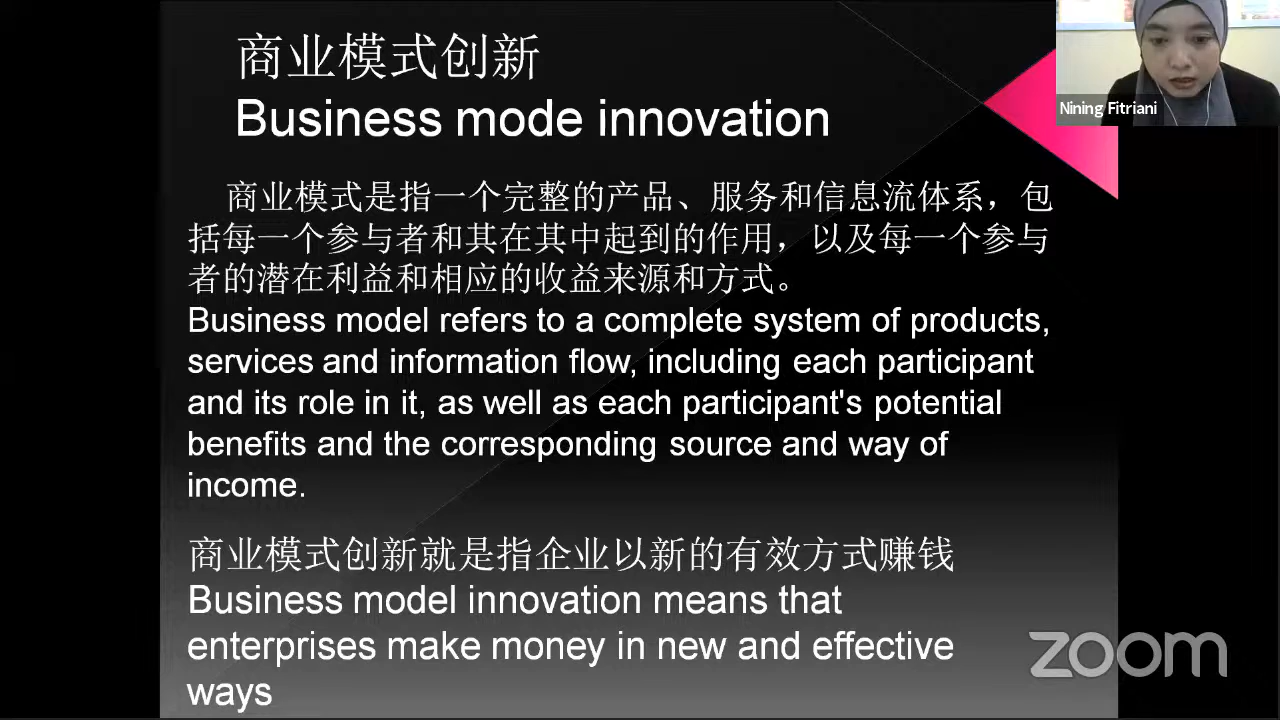 商业模式创新
Business mode innovation
Nining Fitriani
商业模式是指一个完整的产品、服务和信息流体系，包
括每一个参与者和其在其中起到的作用，以及每一个参与
者的潜在利益和相应的收益来源和方式。
Business model refers to a complete system of products,
services and information flow, including each participant
and its role in it, as well as each participant's potential
benefits and the corresponding source and way of
income.
商业模式创新就是指企业以新的有效方式赚钱
Business model innovation means that
enterprises make money in new and effective
ways
zoom